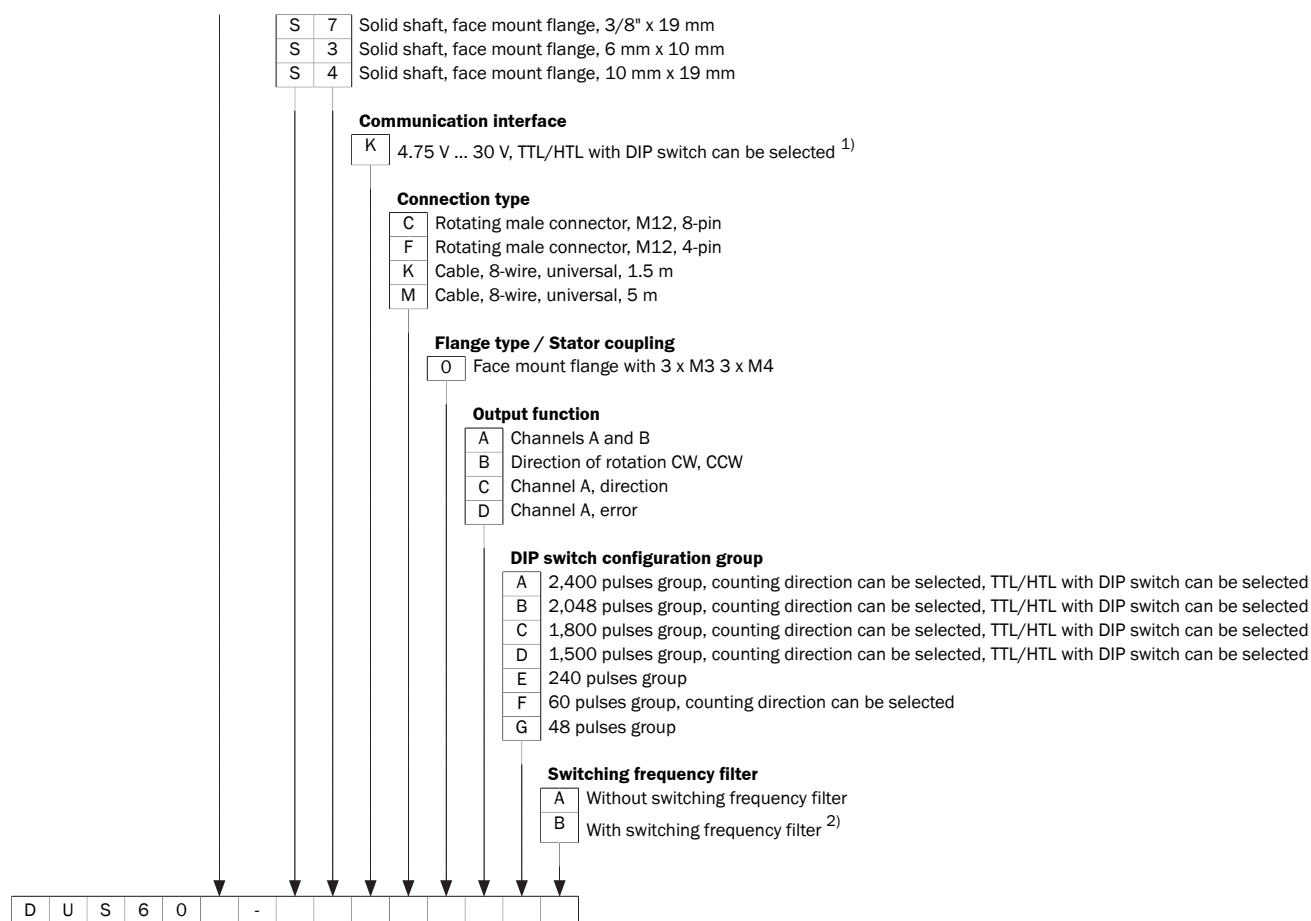 S 7 Solid shaft, face mount flange, 3/8" x 19 mm
S 3 Solid shaft, face mount flange, 6 mm x 10 mm
S 4 Solid shaft, face mount flange, 10 mm x 19 mm
Communication interface
K 4.75 V ... 30 V, TTL/HTL with DIP switch can be selected 1)
Connection type
C Rotating male connector, M12, 8-pin
F Rotating male connector, M12, 4-pin
K Cable, 8-wire, universal, 1.5 m
M Cable, 8-wire, universal, 5 m
Flange type / Stator coupling
0 Face mount flange with 3 x M3 3 x M4
Output function
A Channels A and B
B Direction of rotation CW, CCW
C Channel A, direction
D Channel A, error
DIP switch configuration group
A 2,400 pulses group, counting direction can be selected, TTL/HTL with DIP switch can be selected
B 2,048 pulses group, counting direction can be selected, TTL/HTL with DIP switch can be selected
C 1,800 pulses group, counting direction can be selected, TTL/HTL with DIP switch can be selected
D 1,500 pulses group, counting direction can be selected, TTL/HTL with DIP switch can be selected
E 240 pulses group
F 60 pulses group, counting direction can be selected
G 48 pulses group
Switching frequency filter
A Without switching frequency filter
B With switching frequency filter 2)
D U S 6 0 -